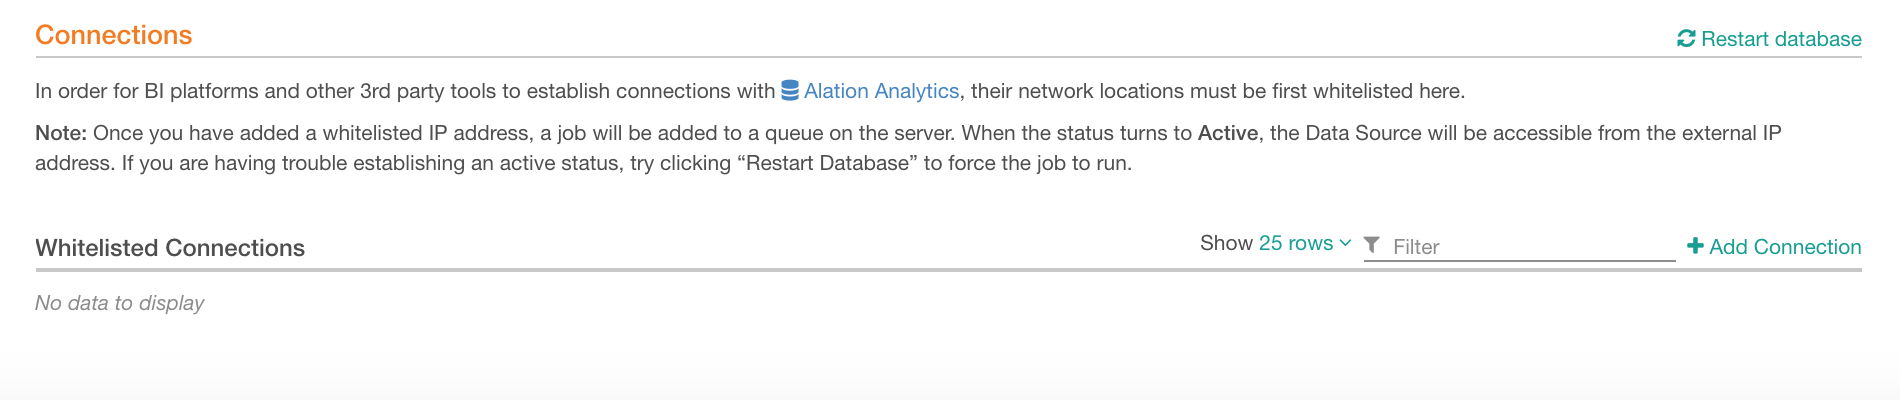 Connections
Restart database
In order for BI platforms and other 3rd party tools to establish connections with Alation Analytics, their network locations must be first whitelisted here.
Note: Once you have added a whitelisted IP address, a job will be added to a queue on the server. When the status turns to Active, the Data Source will be accessible from the external IP
address. If you are having trouble establishing an active status, try clicking “Restart Database” to force the job to run.
Whitelisted Connections
Show 25 rows
Filter
Add Connection
No data to display